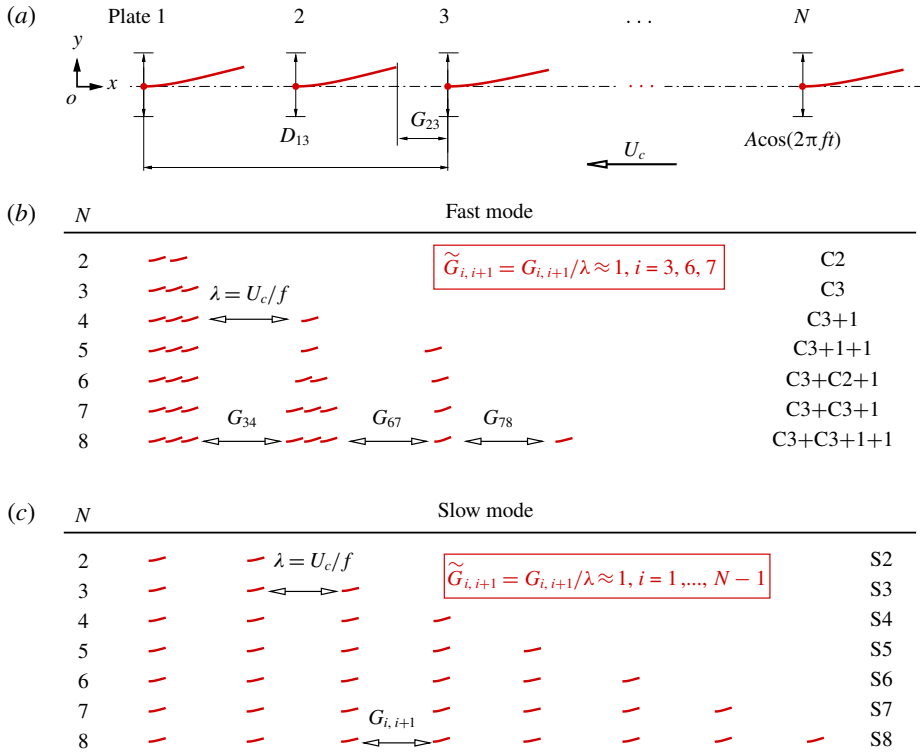 (a) Plate 1 2 3 . . . N
y
x
o
G23
D13
· · ·
Uc
Acos(2π ft)
(b) N Fast mode
2 G̃i, i+1 = Gi, i+1/λ ≈ 1, i = 3, 6, 7 C2
3 λ = Uc/f C3
4 C3+1
5 C3+1+1
6 C3+C2+1
7 G34 G67 G78 C3+C3+1
8 C3+C3+1+1
(c) N Slow mode
2 λ = Uc/f S2
3 G̃i, i+1 = Gi, i+1/λ ≈ 1, i = 1 ,..., N − 1 S3
4 S4
5 S5
6 S6
7 Gi, i+1 S7
8 S8